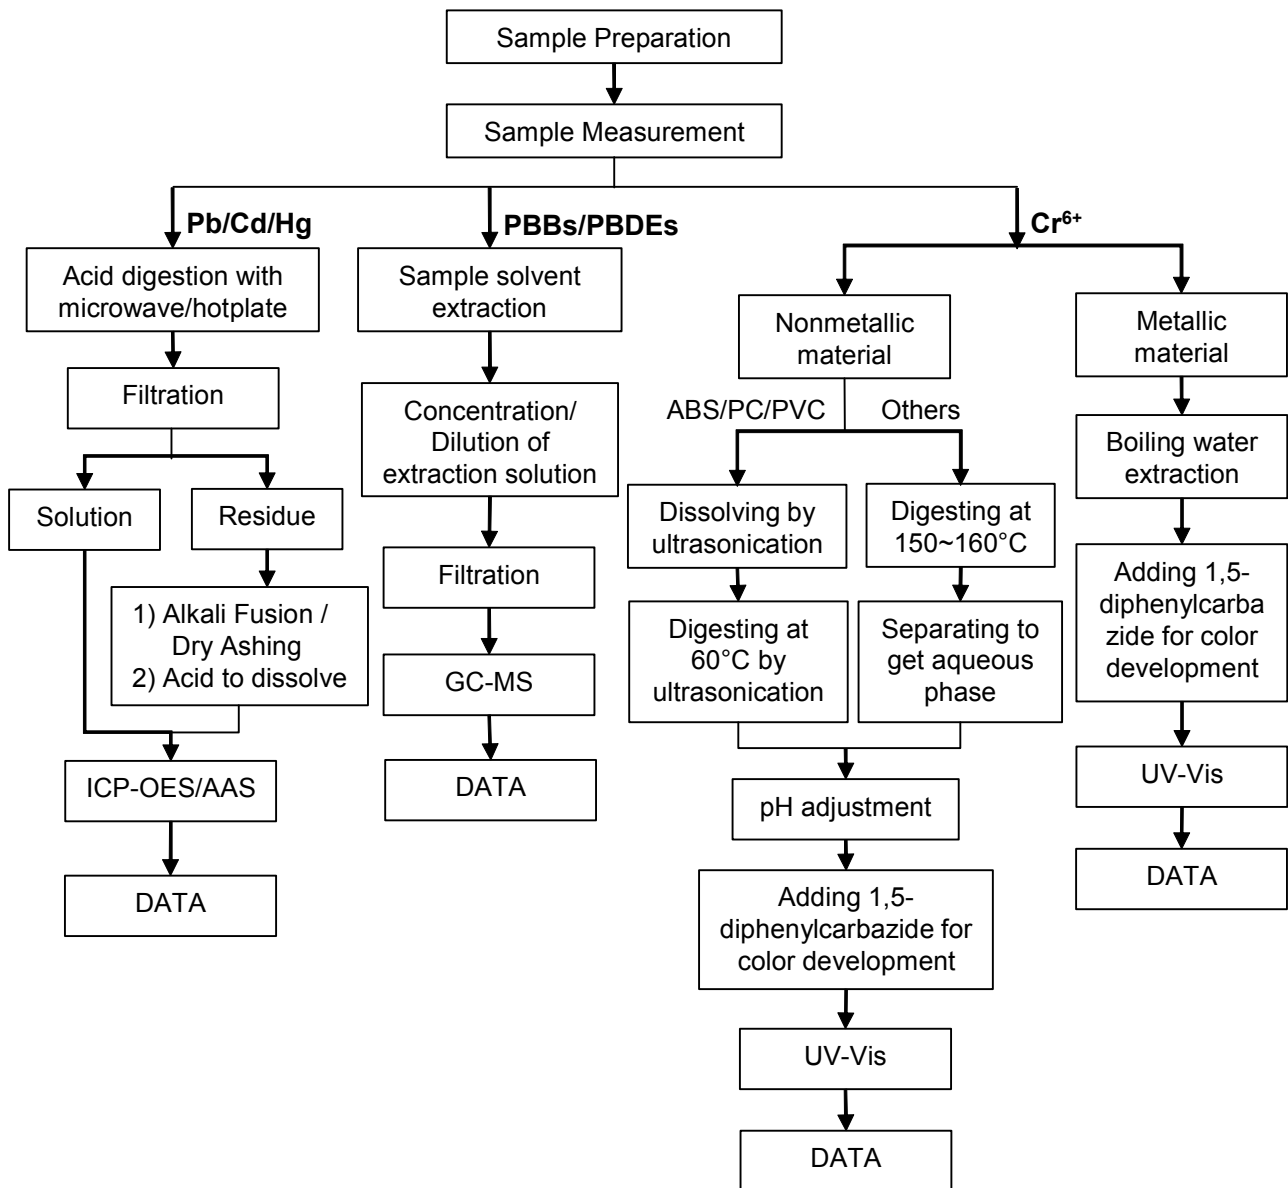 Sample Preparation
Sample Measurement
Pb/Cd/Hg
PBBs/PBDEs
Cr⁶⁺
Acid digestion with
microwave/hotplate
Filtration
Solution
Residue
1) Alkali Fusion /
Dry Ashing
2) Acid to dissolve
ICP-OES/AAS
DATA
Sample solvent
extraction
Concentration/
Dilution of
extraction solution
Filtration
GC-MS
DATA
Nonmetallic
material
ABS/PC/PVC
Others
Dissolving by
ultrasonication
Digesting at
60°C by
ultrasonication
Digesting at
150~160°C
Separating to
get aqueous
phase
pH adjustment
Adding 1,5-
diphenylcarbazide for
color development
UV-Vis
DATA
Metallic
material
Boiling water
extraction
Adding 1,5-
diphenylcarba
zide for color
development
UV-Vis
DATA